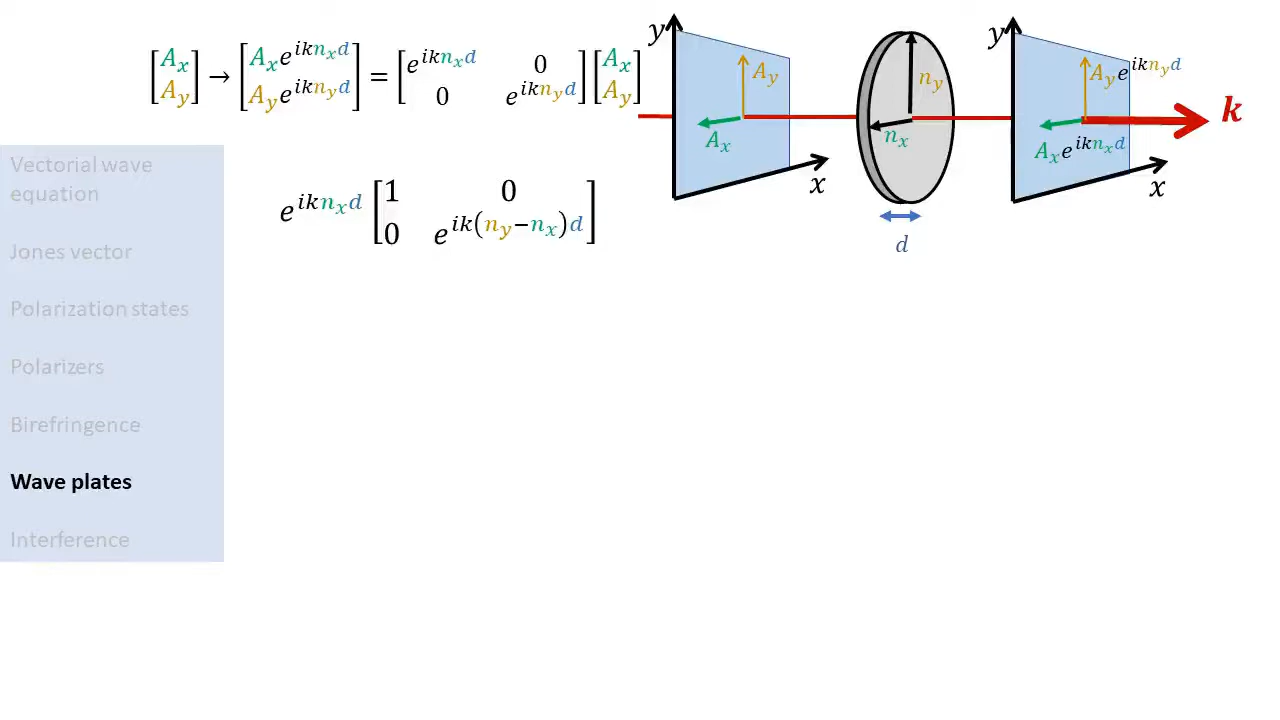 [A_x A_y] → [A_x e^{ikn_x d} A_y e^{ikn_y d}] = [e^{ikn_x d} 0 0 e^{ikn_y d}] [A_x A_y]
e^{ikn_x d} [1 0 0 e^{ik(n_y−n_x)d}]
y
A_y
A_x
x
n_y
n_x
d
y
A_y e^{ikn_y d}
A_x e^{ikn_x d}
x
k
Vectorial wave
equation
Jones vector
Polarization states
Polarizers
Birefringence
Wave plates
Interference